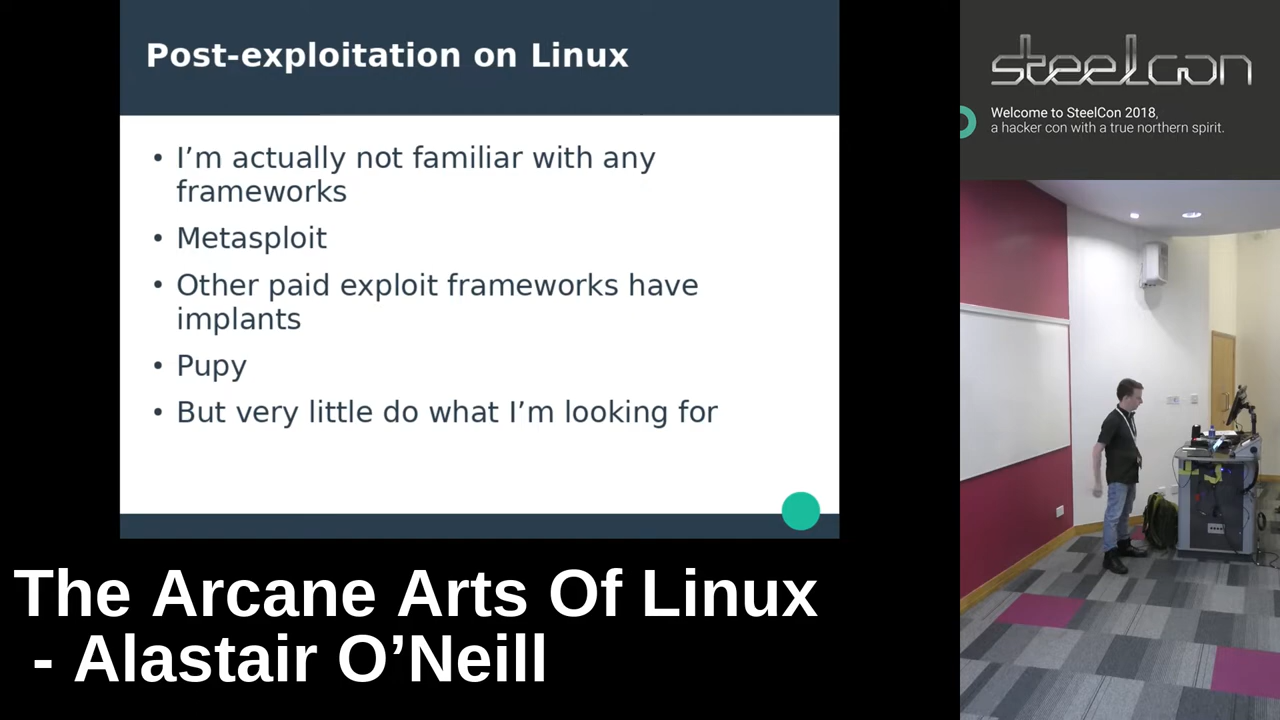 Post-exploitation on Linux
• I’m actually not familiar with any
frameworks
• Metasploit
• Other paid exploit frameworks have
implants
• Pupy
• But very little do what I’m looking for
The Arcane Arts Of Linux
- Alastair O’Neill
steelcon
Welcome to SteelCon 2018,
a hacker con with a true northern spirit.